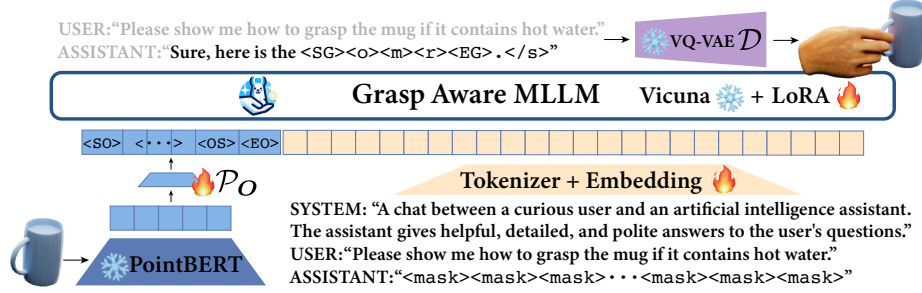 USER:“Please show me how to grasp the mug if it contains hot water.”
ASSISTANT:“Sure, here is the <SG><o><m><r><EG>.</s>”
VQ-VAE 𝒟
Grasp Aware MLLM Vicuna + LoRA
<SO> <···> <OS> <EO>
𝒫O
Tokenizer + Embedding
PointBERT
SYSTEM: “A chat between a curious user and an artificial intelligence assistant.
The assistant gives helpful, detailed, and polite answers to the user's questions.”
USER:“Please show me how to grasp the mug if it contains hot water.”
ASSISTANT:“<mask><mask><mask>···<mask><mask><mask>”